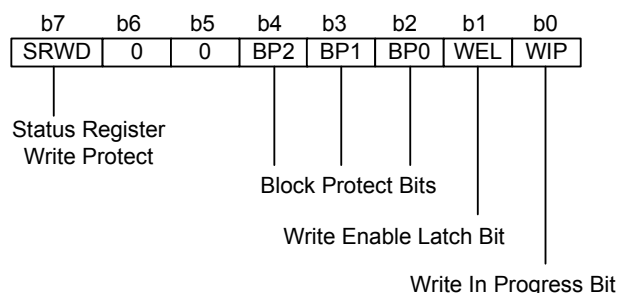 b7 b6 b5 b4 b3 b2 b1 b0
SRWD 0 0 BP2 BP1 BP0 WEL WIP
Status Register
Write Protect
Block Protect Bits
Write Enable Latch Bit
Write In Progress Bit